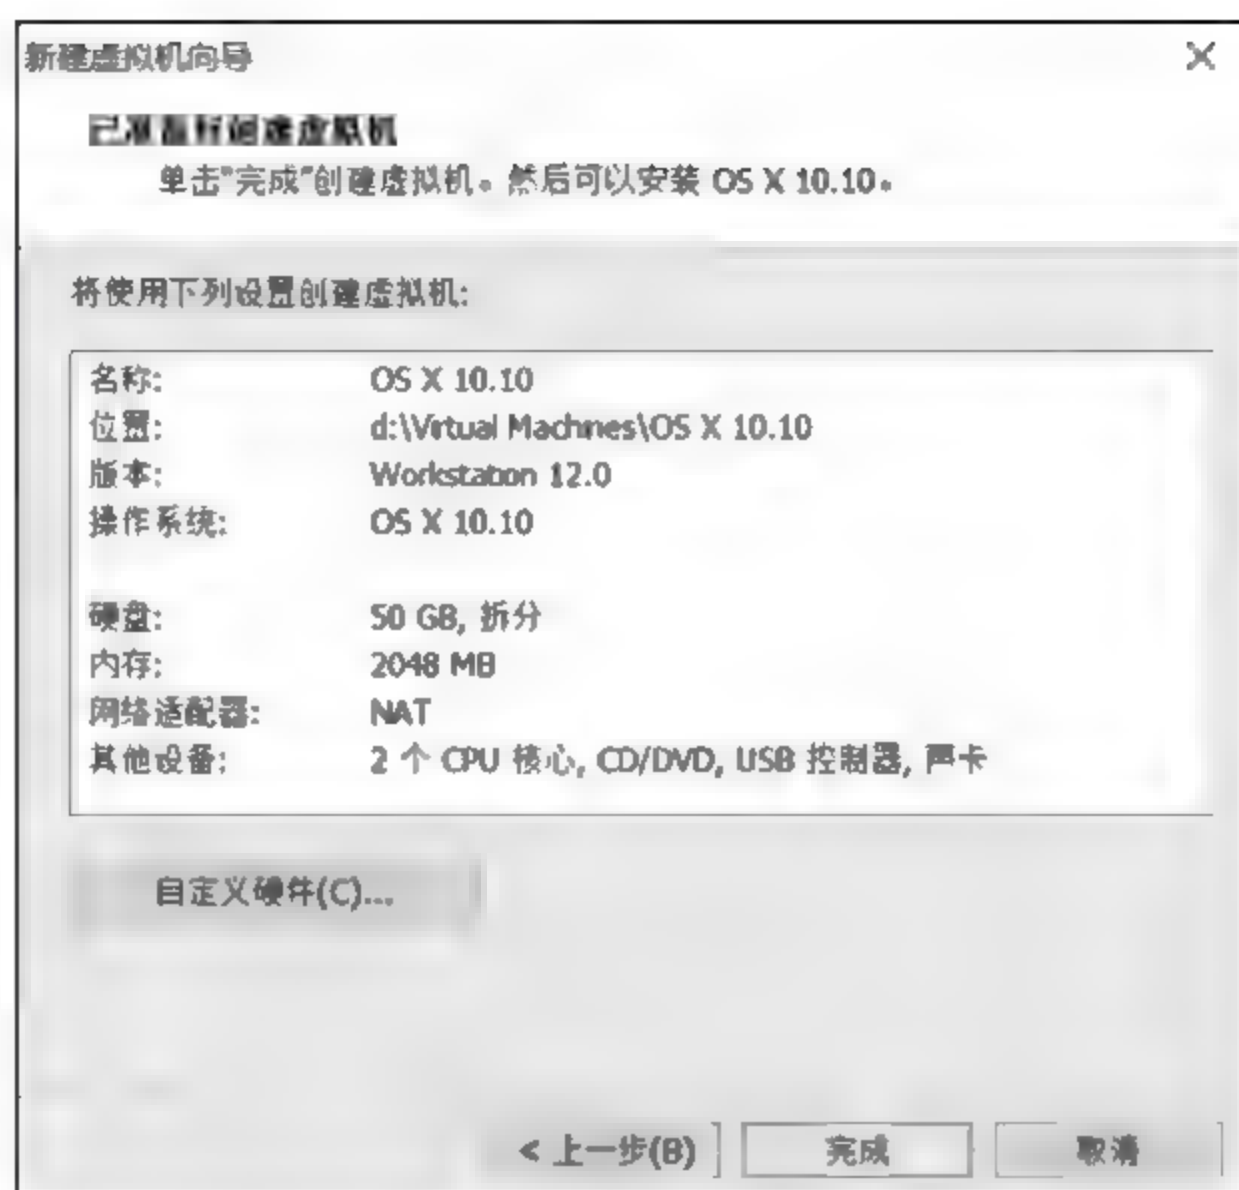 新建虚拟机向导
已准备好创建虚拟机
单击"完成"创建虚拟机。然后可以安装 OS X 10.10。
将使用下列设置创建虚拟机:
名称: OS X 10.10
位置: d:\Virtual Machines\OS X 10.10
版本: Workstation 12.0
操作系统: OS X 10.10
硬盘: 50 GB, 拆分
内存: 2048 MB
网络适配器: NAT
其他设备: 2 个 CPU 核心, CD/DVD, USB 控制器, 声卡
自定义硬件(C)...
< 上一步(B) 完成 取消